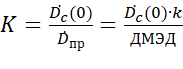 K = Ḋc(0) / Ḋпр = Ḋc(0)·k / ДМЭД